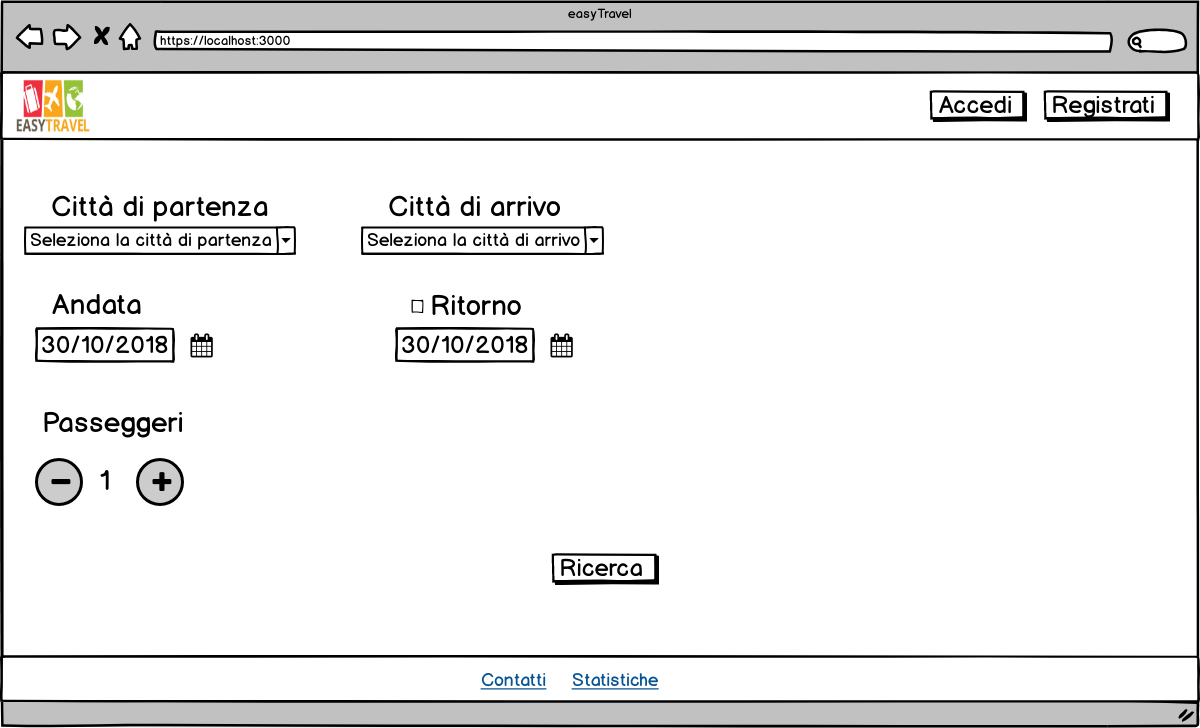 easyTravel
https://localhost:3000
EASYTRAVEL
Accedi
Registrati
Città di partenza
Città di arrivo
Seleziona la città di partenza
Seleziona la città di arrivo
Andata
Ritorno
30/10/2018
30/10/2018
Passeggeri
1
Ricerca
Contatti
Statistiche